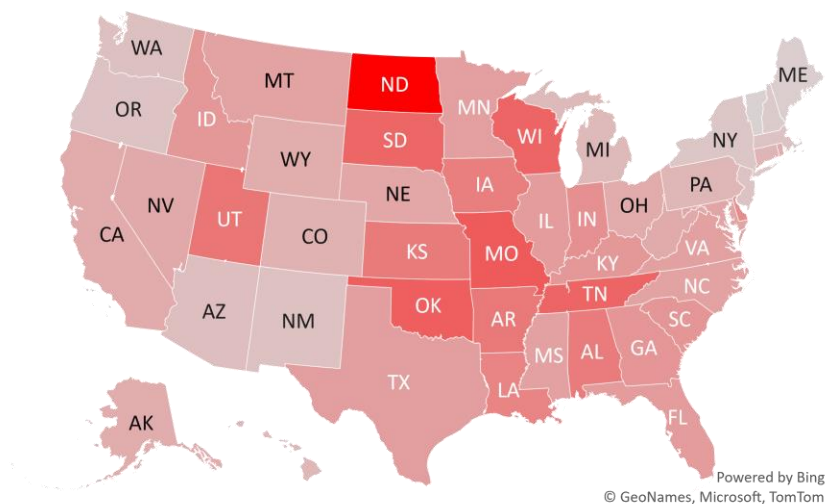 WA
ME
MT
ND
OR
MN
ID
SD
WI
NY
MI
WY
PA
IA
NE
NV
OH
IL
IN
UT
CO
CA
KS
MO
VA
KY
NC
TN
OK
AZ
AR
SC
NM
MS
AL
GA
TX
LA
FL
AK
Powered by Bing
© GeoNames, Microsoft, TomTom